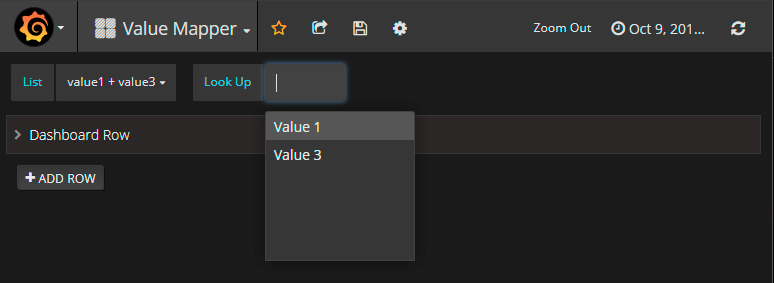 Value Mapper
Zoom Out
Oct 9, 201...
List
value1 + value3
Look Up
Value 1
Value 3
Dashboard Row
ADD ROW